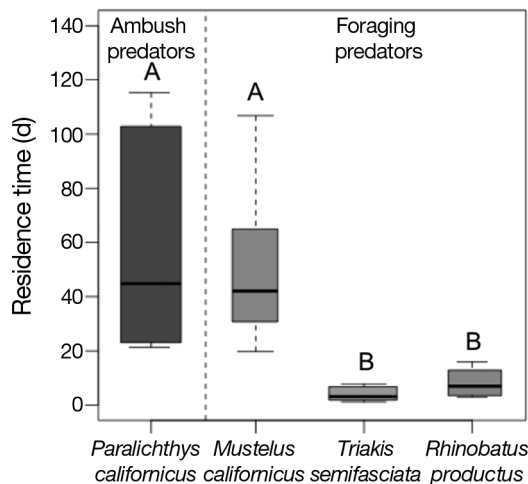 Ambush
predators
Foraging
predators
A
A
B
B
Residence time (d)
140
120
100
80
60
40
20
0
Paralichthys
californicus
Mustelus
californicus
Triakis
semifasciata
Rhinobatus
productus